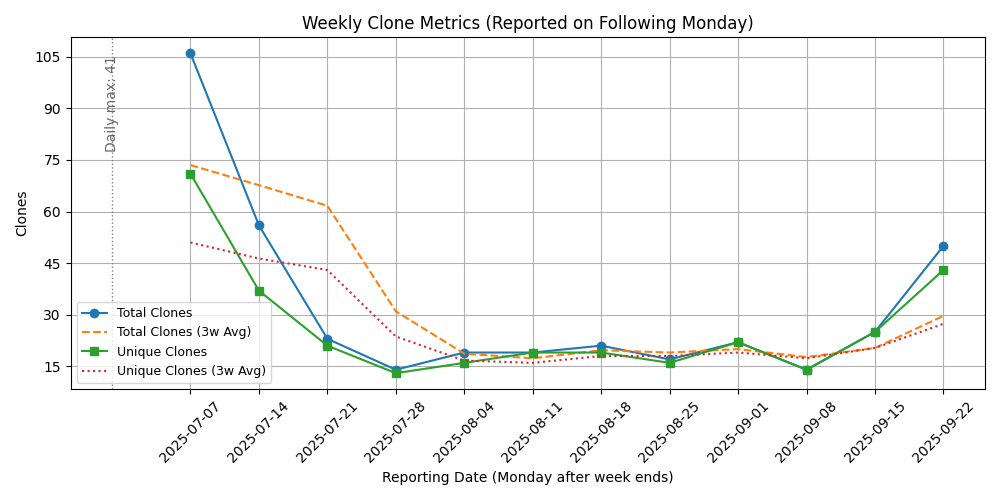 Weekly Clone Metrics (Reported on Following Monday)
105
90
75
60
45
30
15
Clones
Daily max: 41
Total Clones
Total Clones (3w Avg)
Unique Clones
Unique Clones (3w Avg)
2025-07-07
2025-07-14
2025-07-21
2025-07-28
2025-08-04
2025-08-11
2025-08-18
2025-08-25
2025-09-01
2025-09-08
2025-09-15
2025-09-22
Reporting Date (Monday after week ends)